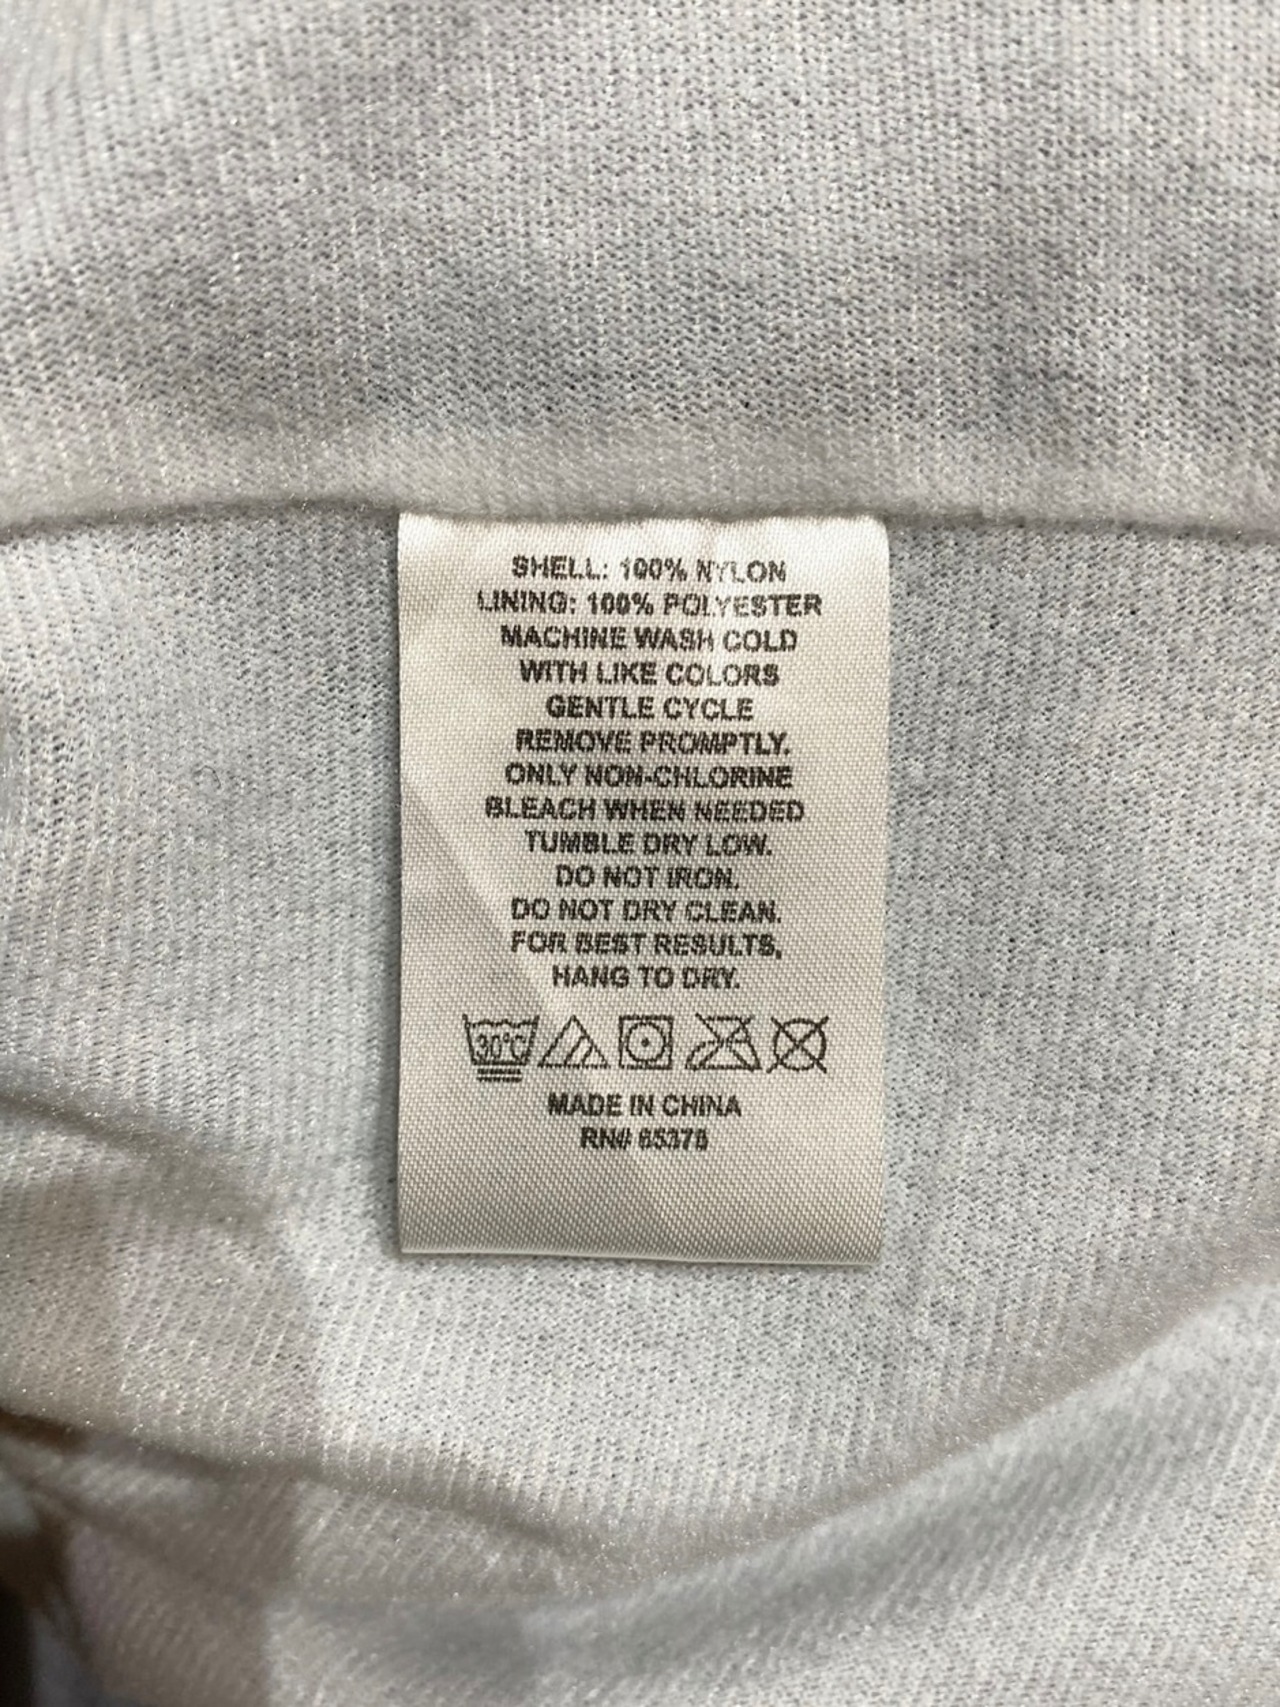 SHELL: 100% NYLON
LINING: 100% POLYESTER
MACHINE WASH COLD
WITH LIKE COLORS
GENTLE CYCLE
REMOVE PROMPTLY.
ONLY NON-CHLORINE
BLEACH WHEN NEEDED
TUMBLE DRY LOW.
DO NOT IRON.
DO NOT DRY CLEAN.
FOR BEST RESULTS,
HANG TO DRY.
30°C
MADE IN CHINA
RN# 65376